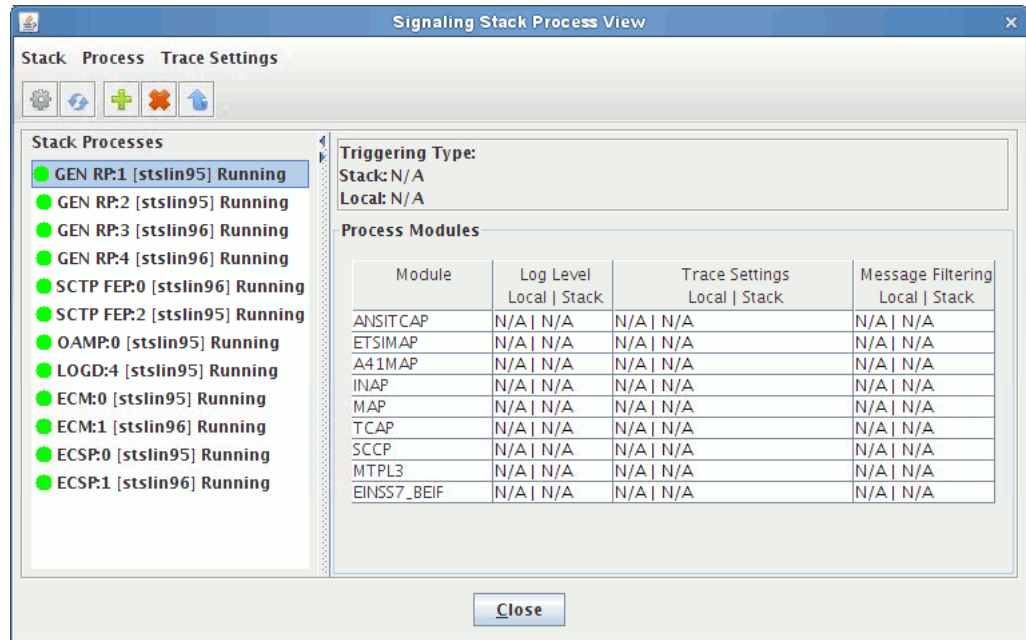 Signaling Stack Process View
Stack Process Trace Settings
Stack Processes
GEN RP:1 [stslin95] Running
GEN RP:2 [stslin95] Running
GEN RP:3 [stslin96] Running
GEN RP:4 [stslin96] Running
SCTP FEP:0 [stslin96] Running
SCTP FEP:2 [stslin95] Running
OAMP:0 [stslin95] Running
LOGD:4 [stslin95] Running
ECM:0 [stslin95] Running
ECM:1 [stslin96] Running
ECSP:0 [stslin95] Running
ECSP:1 [stslin96] Running
Triggering Type:
Stack: N/A
Local: N/A
Process Modules
Module Log Level Trace Settings Message Filtering
Local | Stack Local | Stack Local | Stack
ANSITCAP N/A | N/A N/A | N/A N/A | N/A
ETSIMAP N/A | N/A N/A | N/A N/A | N/A
A41MAP N/A | N/A N/A | N/A N/A | N/A
INAP N/A | N/A N/A | N/A N/A | N/A
MAP N/A | N/A N/A | N/A N/A | N/A
TCAP N/A | N/A N/A | N/A N/A | N/A
SCCP N/A | N/A N/A | N/A N/A | N/A
MTPL3 N/A | N/A N/A | N/A N/A | N/A
EINSS7_BEIF N/A | N/A N/A | N/A N/A | N/A
Close